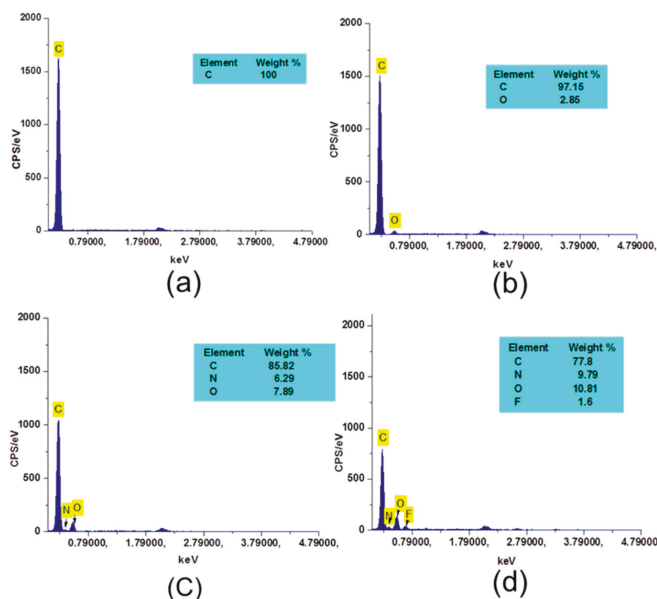 2000
1500
1000
500
0
CPS/eV
C
Element Weight %
C 100
0.79000, 1.79000, 2.79000, 3.79000, 4.79000
keV
(a)
2000
1500
1000
500
0
CPS/eV
C
O
Element Weight %
C 97.15
O 2.85
0.79000, 1.79000, 2.79000, 3.79000, 4.79000,
keV
(b)
2000
1500
1000
500
0
CPS/eV
C
N O
Element Weight %
C 85.82
N 6.29
O 7.89
0.79000, 1.79000, 2.79000, 3.79000, 4.79000,
keV
(C)
2000
1500
1000
500
0
CPS/eV
C
N O F
Element Weight %
C 77.8
N 9.79
O 10.81
F 1.6
0.79000, 1.79000, 2.79000, 3.79000, 4.79000,
keV
(d)